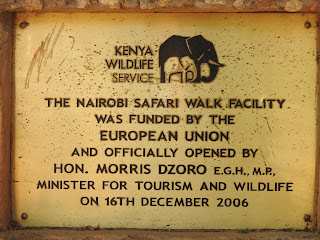 KENYA
WILDLIFE
SERVICE
THE NAIROBI SAFARI WALK FACILITY
WAS FUNDED BY THE
EUROPEAN UNION
AND OFFICIALLY OPENED BY
HON. MORRIS DZORO E.G.H., M.P.,
MINISTER FOR TOURISM AND WILDLIFE
ON 16TH DECEMBER 2006